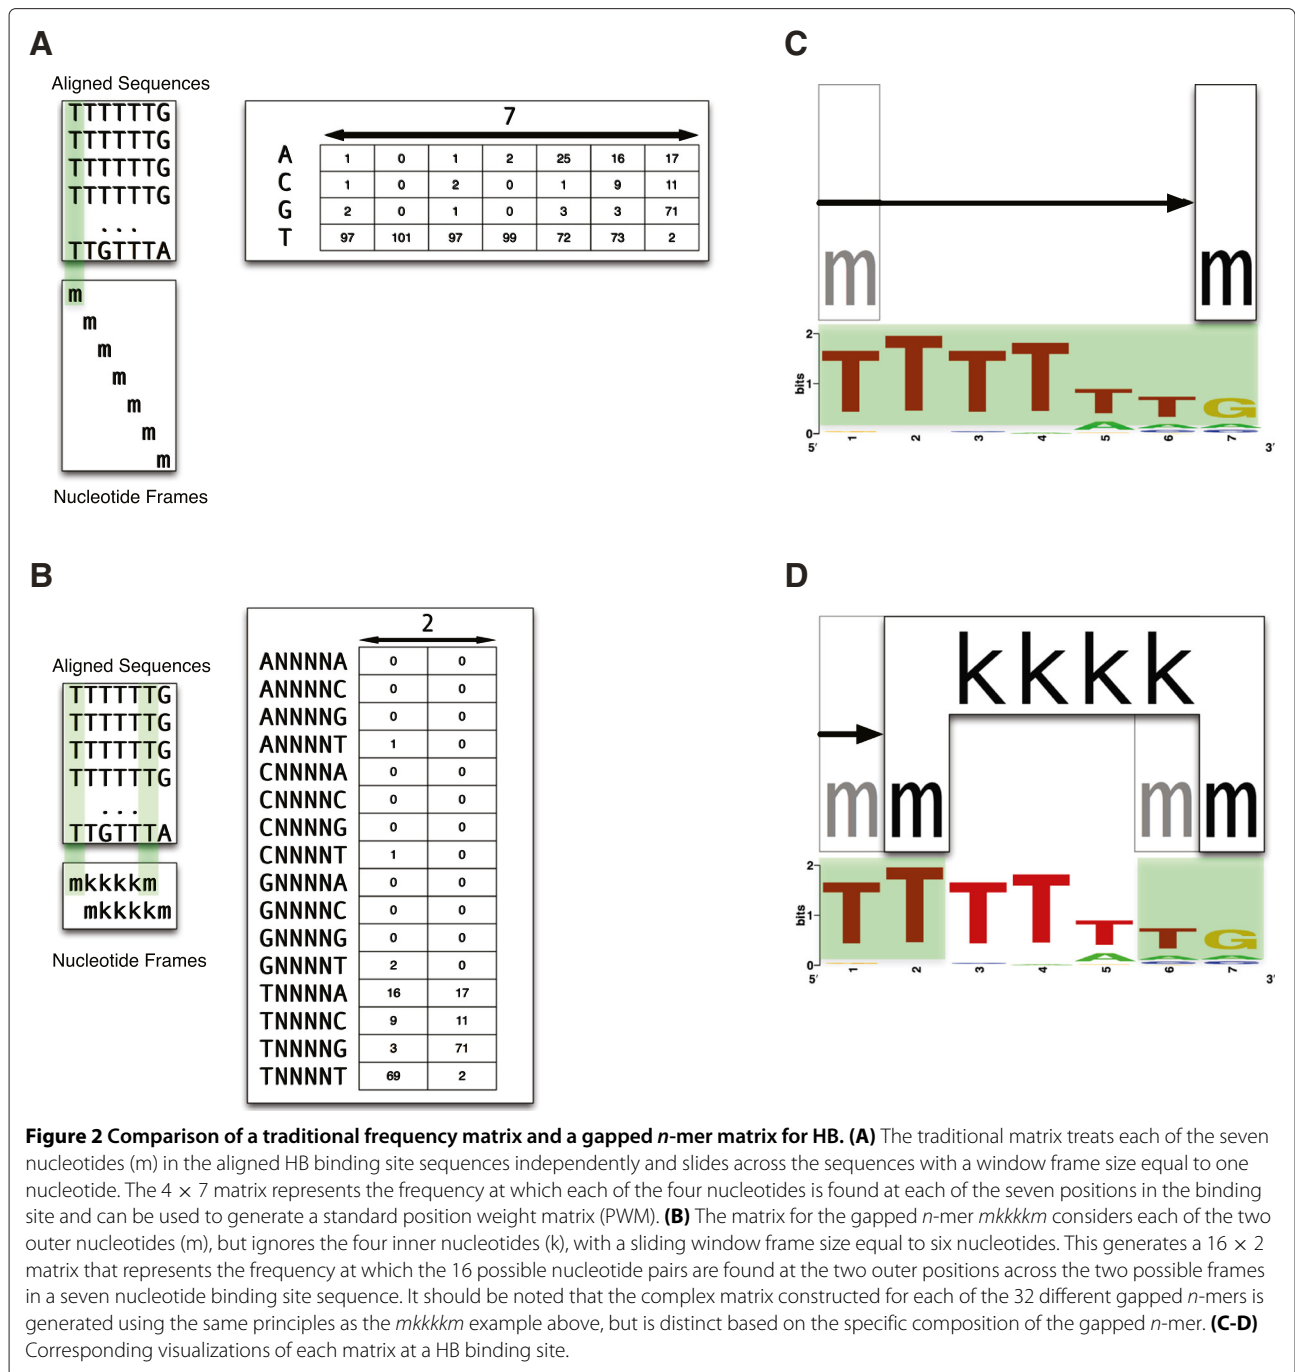 A
Aligned Sequences
TTTTTTG
TTTTTTG
TTTTTTG
TTTTTTG
...
TTGTTTA
m
m
m
m
m
m
m
Nucleotide Frames
7
A 1 0 1 2 25 16 17
C 1 0 2 0 1 9 11
G 2 0 1 0 3 3 71
T 97 101 97 99 72 73 2
C
m m
2
bits
1
0
T T T T T T G
A A A
5′ 1 2 3 4 5 6 7 3′
B
Aligned Sequences
TTTTTTG
TTTTTTG
TTTTTTG
TTTTTTG
...
TTGTTTA
mkkkkm
mkkkkm
Nucleotide Frames
2
ANNNNA 0 0
ANNNNC 0 0
ANNNNG 0 0
ANNNNT 1 0
CNNNNA 0 0
CNNNNC 0 0
CNNNNG 0 0
CNNNNT 1 0
GNNNNA 0 0
GNNNNC 0 0
GNNNNG 0 0
GNNNNT 2 0
TNNNNA 16 17
TNNNNC 9 11
TNNNNG 3 71
TNNNNT 69 2
D
kkkk
m m m m
2
bits
1
0
T T T T T T G
A A A
5′ 1 2 3 4 5 6 7 3′
Figure 2 Comparison of a traditional frequency matrix and a gapped n-mer matrix for HB. (A) The traditional matrix treats each of the seven
nucleotides (m) in the aligned HB binding site sequences independently and slides across the sequences with a window frame size equal to one
nucleotide. The 4 × 7 matrix represents the frequency at which each of the four nucleotides is found at each of the seven positions in the binding
site and can be used to generate a standard position weight matrix (PWM). (B) The matrix for the gapped n-mer mkkkkm considers each of the two
outer nucleotides (m), but ignores the four inner nucleotides (k), with a sliding window frame size equal to six nucleotides. This generates a 16 × 2
matrix that represents the frequency at which the 16 possible nucleotide pairs are found at the two outer positions across the two possible frames
in a seven nucleotide binding site sequence. It should be noted that the complex matrix constructed for each of the 32 different gapped n-mers is
generated using the same principles as the mkkkkm example above, but is distinct based on the specific composition of the gapped n-mer. (C-D)
Corresponding visualizations of each matrix at a HB binding site.